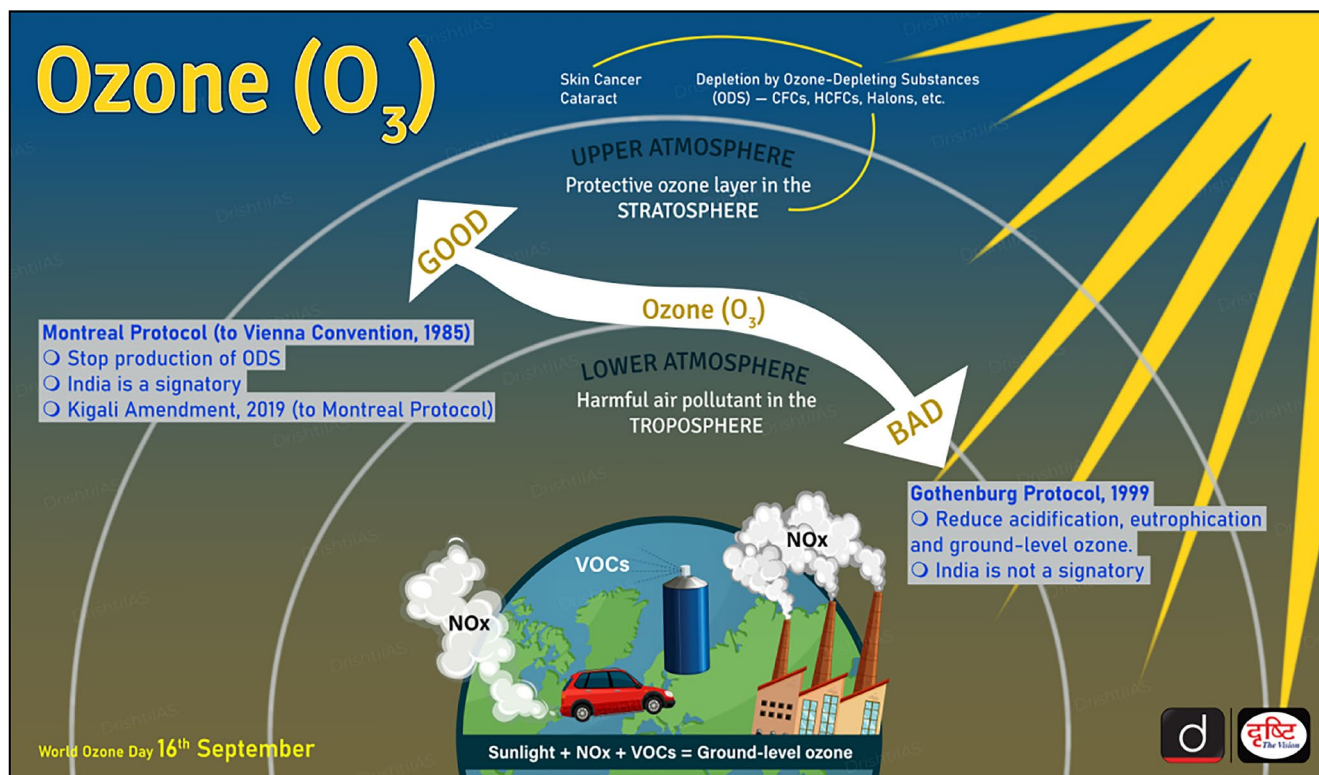 Ozone (O₃)
Skin Cancer
Cataract
Depletion by Ozone-Depleting Substances
(ODS) — CFCs, HCFCs, Halons, etc.
UPPER ATMOSPHERE
Protective ozone layer in the
STRATOSPHERE
GOOD
Ozone (O₃)
BAD
LOWER ATMOSPHERE
Harmful air pollutant in the
TROPOSPHERE
Montreal Protocol (to Vienna Convention, 1985)
❍ Stop production of ODS
❍ India is a signatory
❍ Kigali Amendment, 2019 (to Montreal Protocol)
Gothenburg Protocol, 1999
❍ Reduce acidification, eutrophication
and ground-level ozone.
❍ India is not a signatory
NOx
VOCs
NOx
Sunlight + NOx + VOCs = Ground-level ozone
World Ozone Day 16th September
d
दृष्टि
The Vision
DrishtiIAS